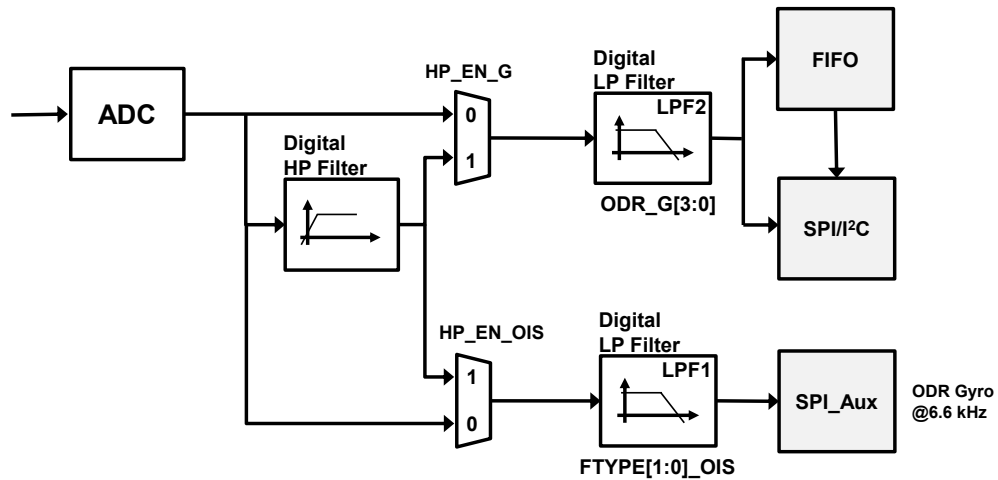 ADC
HP_EN_G
0
1
Digital
LP Filter
LPF2
ODR_G[3:0]
FIFO
SPI/I²C
Digital
HP Filter
HP_EN_OIS
1
0
Digital
LP Filter
LPF1
FTYPE[1:0]_OIS
SPI_Aux
ODR Gyro
@6.6 kHz